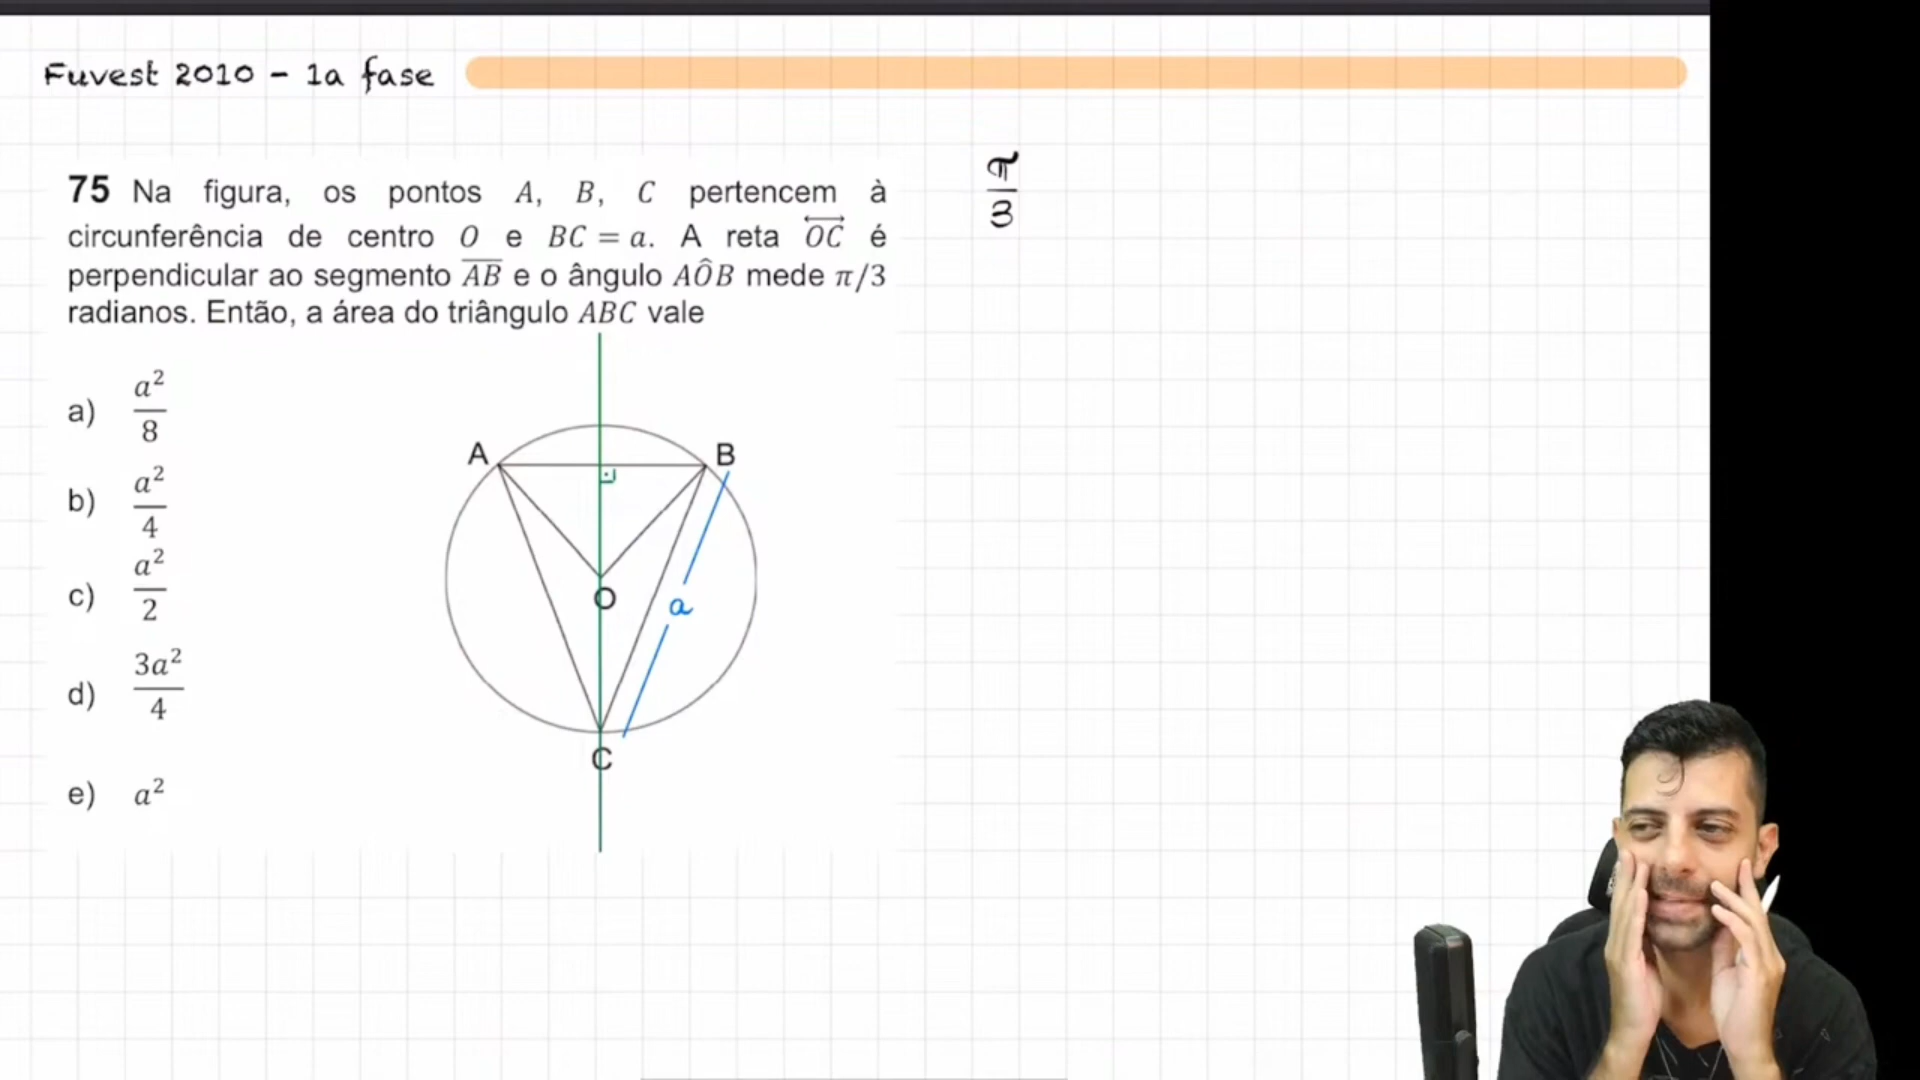 Fuvest 2010 - 1a fase
75 Na figura, os pontos A, B, C pertencem à
circunferência de centro O e BC = a. A reta \overleftrightarrow{OC} é
perpendicular ao segmento \overline{AB} e o ângulo AÔB mede π/3
radianos. Então, a área do triângulo ABC vale
π/3
a) a²/8
b) a²/4
c) a²/2
d) 3a²/4
e) a²
A
B
O
a
C